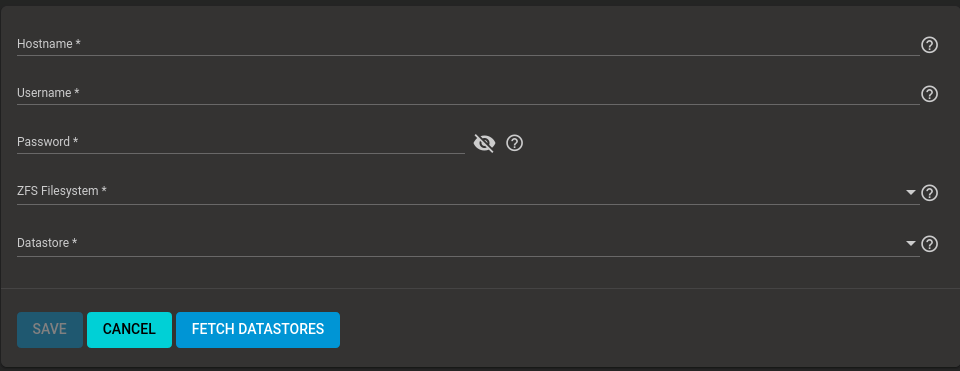 Hostname *
Username *
Password *
ZFS Filesystem *
Datastore *
SAVE CANCEL FETCH DATASTORES